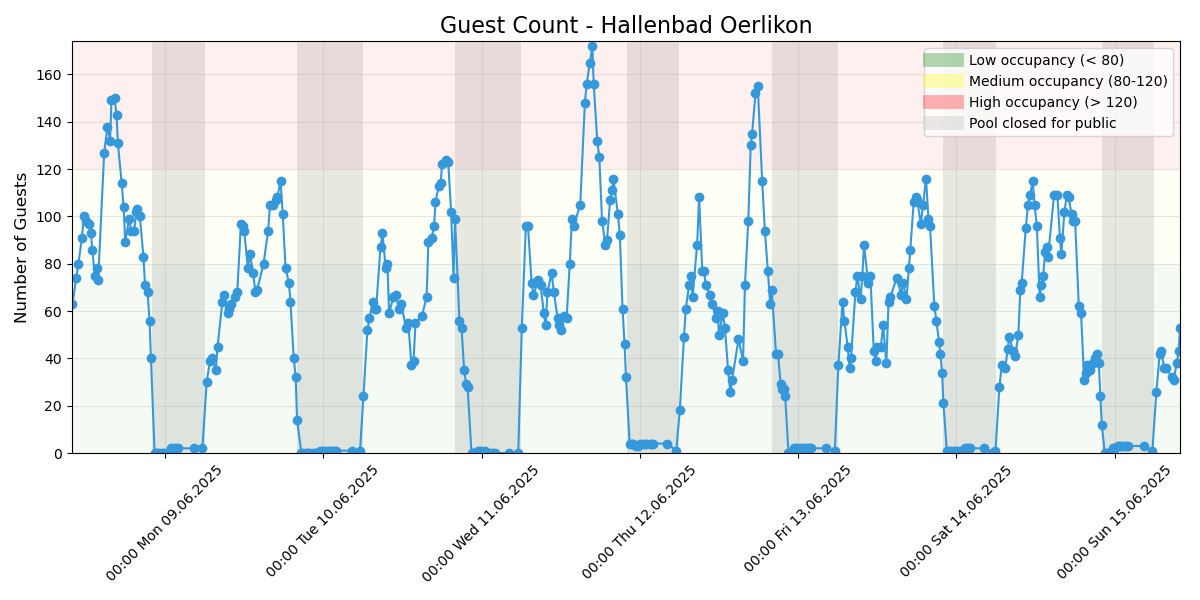 Guest Count - Hallenbad Oerlikon
Number of Guests
160
140
120
100
80
60
40
20
0
Low occupancy (< 80)
Medium occupancy (80-120)
High occupancy (> 120)
Pool closed for public
00:00 Mon 09.06.2025
00:00 Tue 10.06.2025
00:00 Wed 11.06.2025
00:00 Thu 12.06.2025
00:00 Fri 13.06.2025
00:00 Sat 14.06.2025
00:00 Sun 15.06.2025